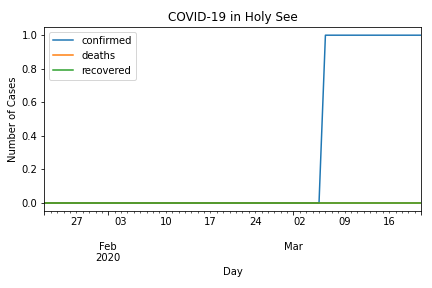 COVID-19 in Holy See
confirmed
deaths
recovered
Number of Cases
1.0
0.8
0.6
0.4
0.2
0.0
27 03 10 17 24 02 09 16
Feb Mar
2020
Day